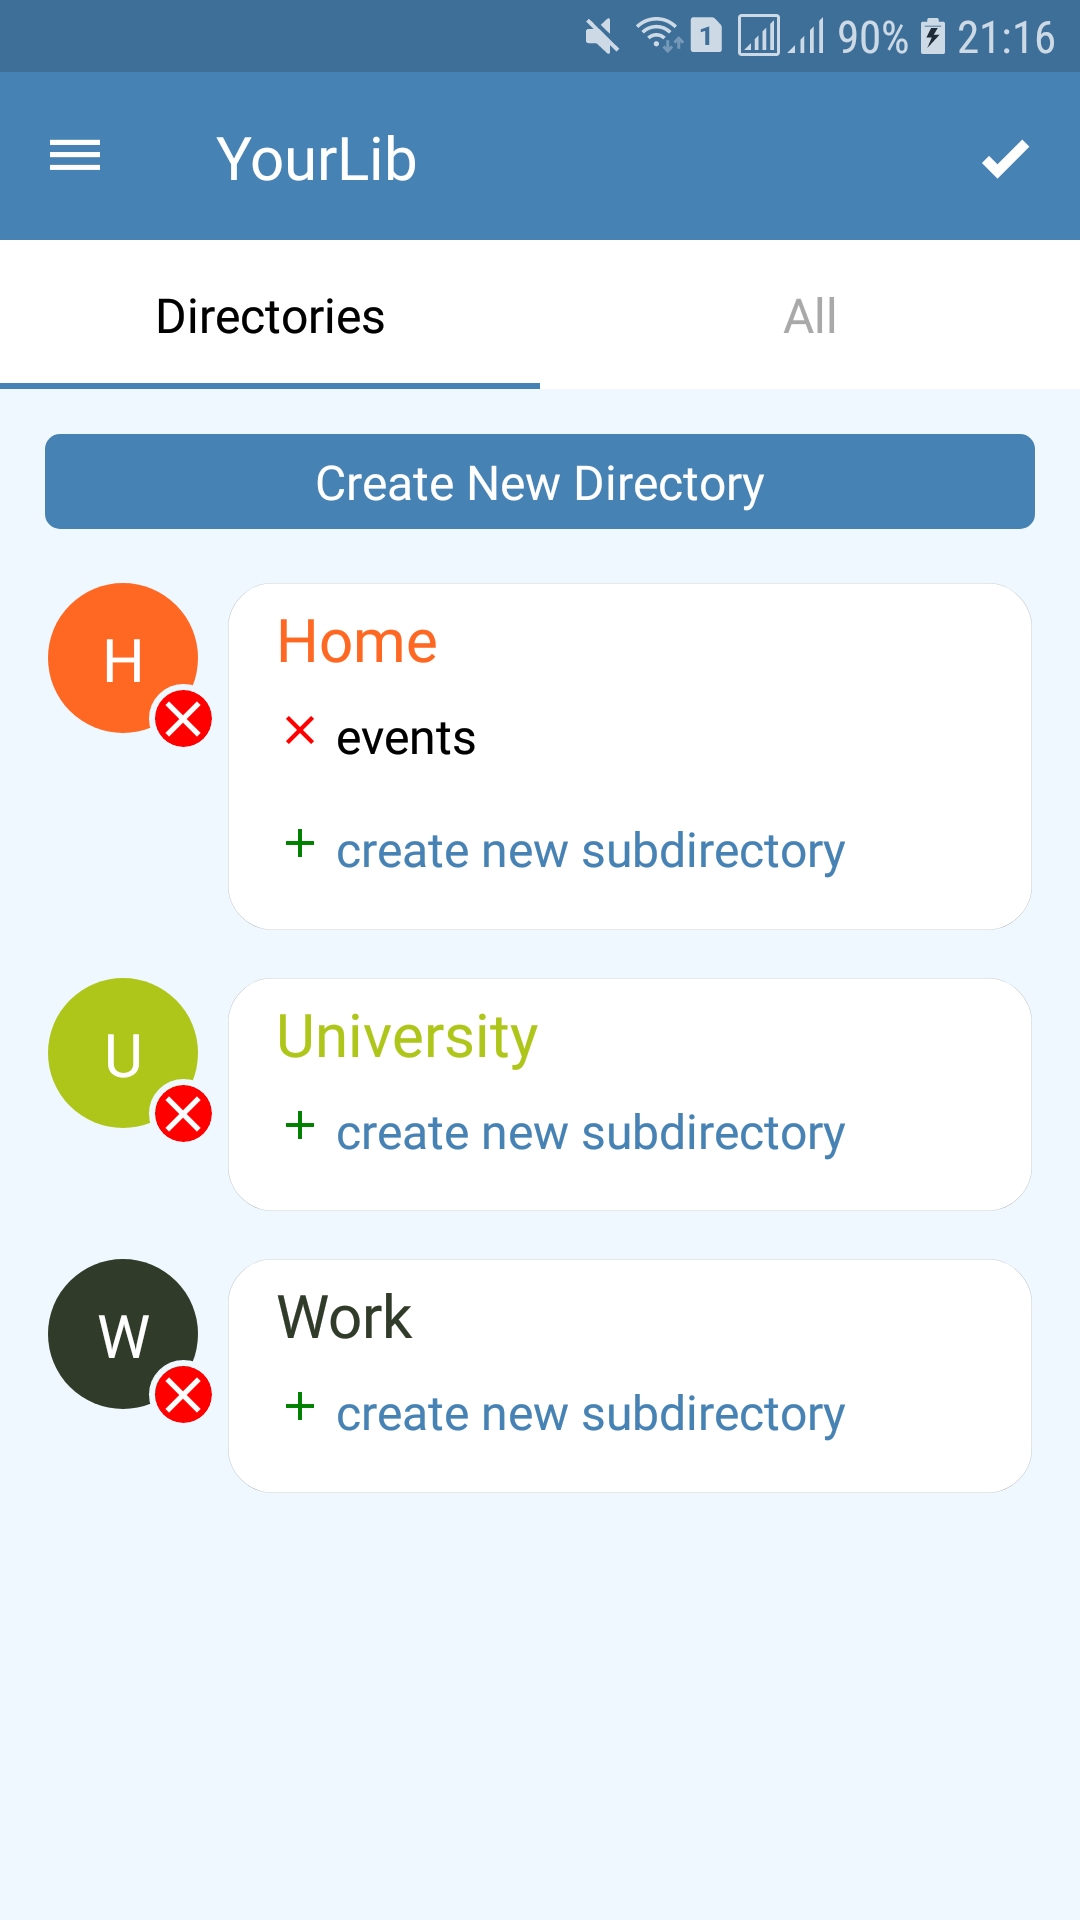 1 90% 21:16
YourLib
Directories All
Create New Directory
H Home
events
create new subdirectory
U University
create new subdirectory
W Work
create new subdirectory